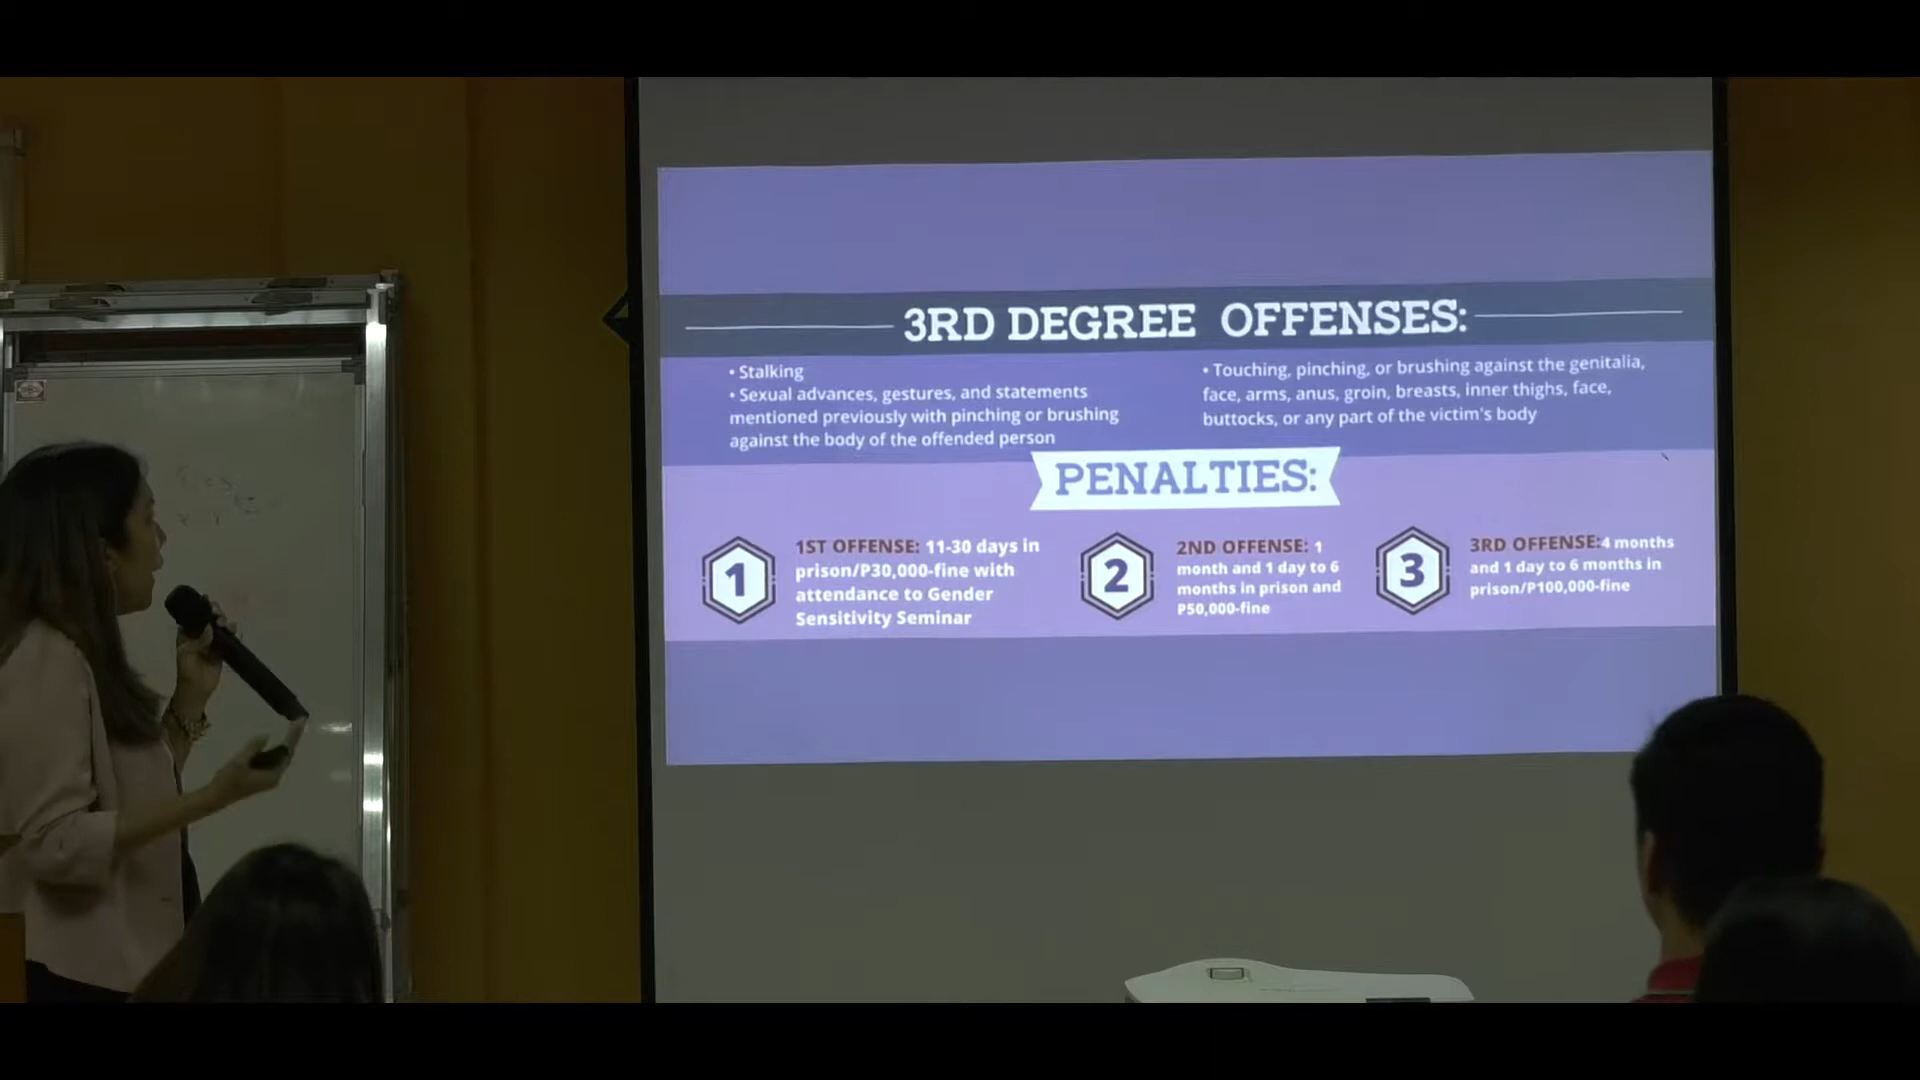 3RD DEGREE OFFENSES:
• Stalking
• Sexual advances, gestures, and statements
mentioned previously with pinching or brushing
against the body of the offended person
• Touching, pinching, or brushing against the genitalia,
face, arms, anus, groin, breasts, inner thighs, face,
buttocks, or any part of the victim's body
PENALTIES:
1
1ST OFFENSE: 11-30 days in
prison/P30,000-fine with
attendance to Gender
Sensitivity Seminar
2
2ND OFFENSE: 1
month and 1 day to 6
months in prison and
P50,000-fine
3
3RD OFFENSE:4 months
and 1 day to 6 months in
prison/P100,000-fine